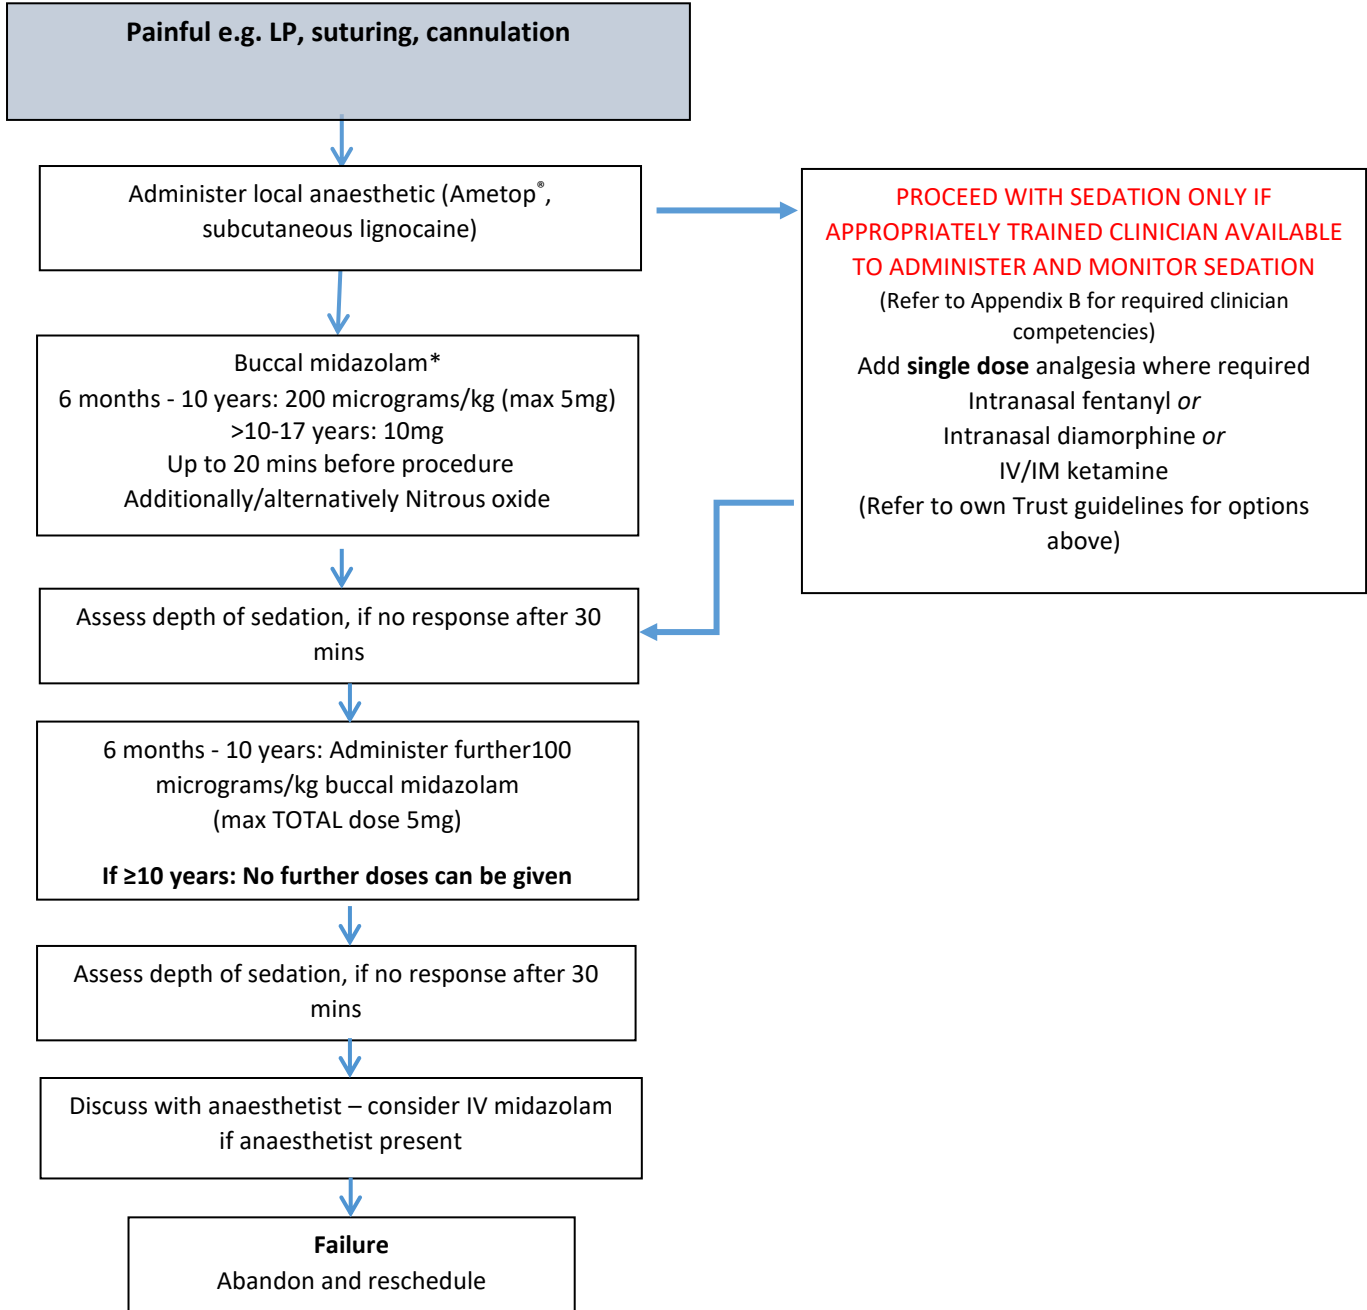 Painful e.g. LP, suturing, cannulation
Administer local anaesthetic (Ametop®,
subcutaneous lignocaine)
PROCEED WITH SEDATION ONLY IF
APPROPRIATELY TRAINED CLINICIAN AVAILABLE
TO ADMINISTER AND MONITOR SEDATION
(Refer to Appendix B for required clinician
competencies)
Add single dose analgesia where required
Intranasal fentanyl or
Intranasal diamorphine or
IV/IM ketamine
(Refer to own Trust guidelines for options
above)
Buccal midazolam*
6 months - 10 years: 200 micrograms/kg (max 5mg)
>10-17 years: 10mg
Up to 20 mins before procedure
Additionally/alternatively Nitrous oxide
Assess depth of sedation, if no response after 30
mins
6 months - 10 years: Administer further100
micrograms/kg buccal midazolam
(max TOTAL dose 5mg)
If ≥10 years: No further doses can be given
Assess depth of sedation, if no response after 30
mins
Discuss with anaesthetist – consider IV midazolam
if anaesthetist present
Failure
Abandon and reschedule